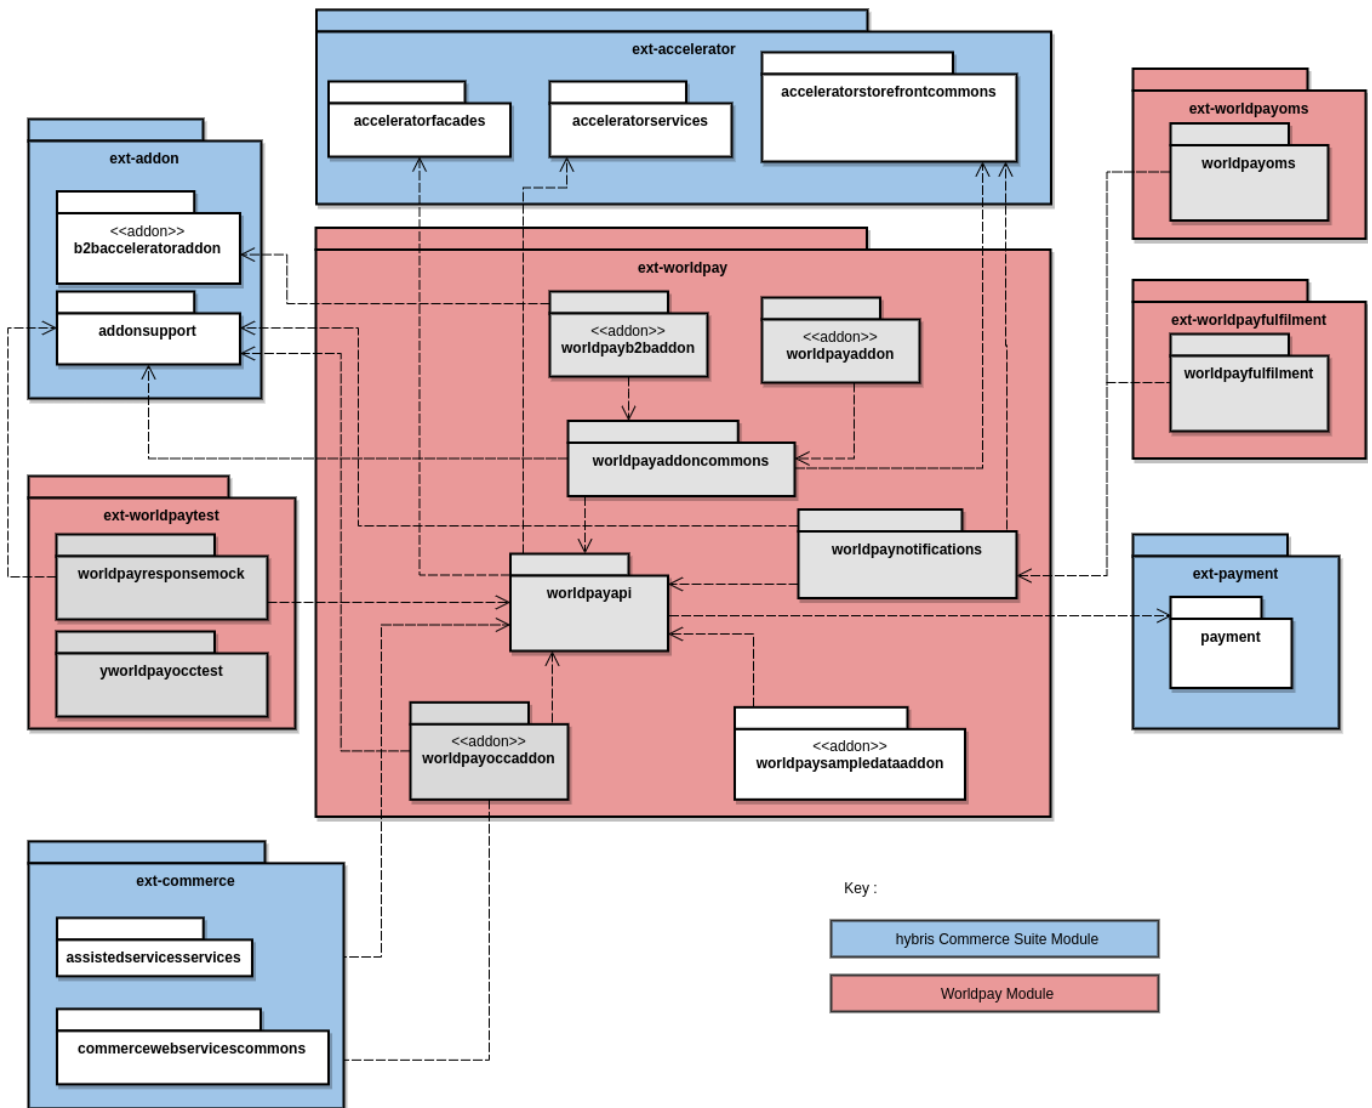 ext-accelerator
acceleratorfacades
acceleratorservices
acceleratorstorefrontcommons
ext-addon
<<addon>>
b2bacceleratoraddon
addonsupport
ext-worldpayoms
worldpayoms
ext-worldpayfulfilment
worldpayfulfilment
ext-worldpay
<<addon>>
worldpayb2baddon
<<addon>>
worldpayaddon
worldpayaddoncommons
worldpaynotifications
worldpayapi
<<addon>>
worldpayoccaddon
<<addon>>
worldpaysampledataaddon
ext-worldpaytest
worldpayresponsemock
yworldpayocctest
ext-payment
payment
ext-commerce
assistedservicesservices
commercewebservicescommons
Key :
hybris Commerce Suite Module
Worldpay Module